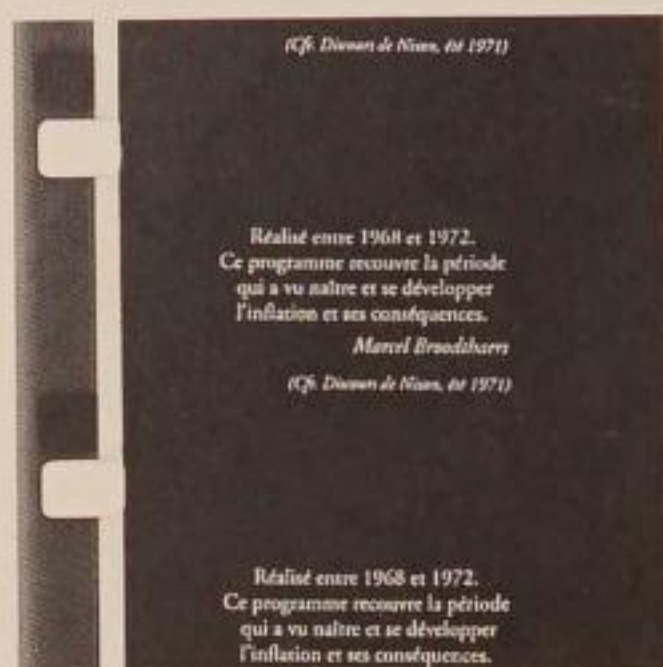 (Cfr. Discours de Nixon, été 1971)
Réalisé entre 1968 et 1972.
Ce programme recouvre la période
qui a vu naître et se développer
l'inflation et ses conséquences.
Marcel Broodthaers
(Cfr. Discours de Nixon, été 1971)
Réalisé entre 1968 et 1972.
Ce programme recouvre la période
qui a vu naître et se développer
l'inflation et ses conséquences.